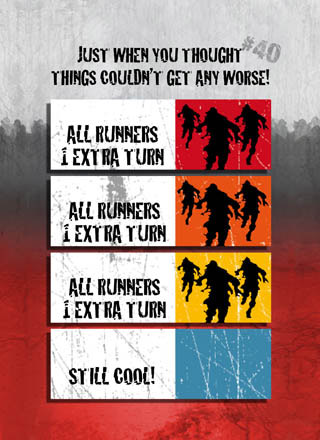 #40
JUST WHEN YOU THOUGHT
THINGS COULDN'T GET ANY WORSE!
ALL RUNNERS
1 EXTRA TURN
ALL RUNNERS
1 EXTRA TURN
ALL RUNNERS
1 EXTRA TURN
STILL COOL!